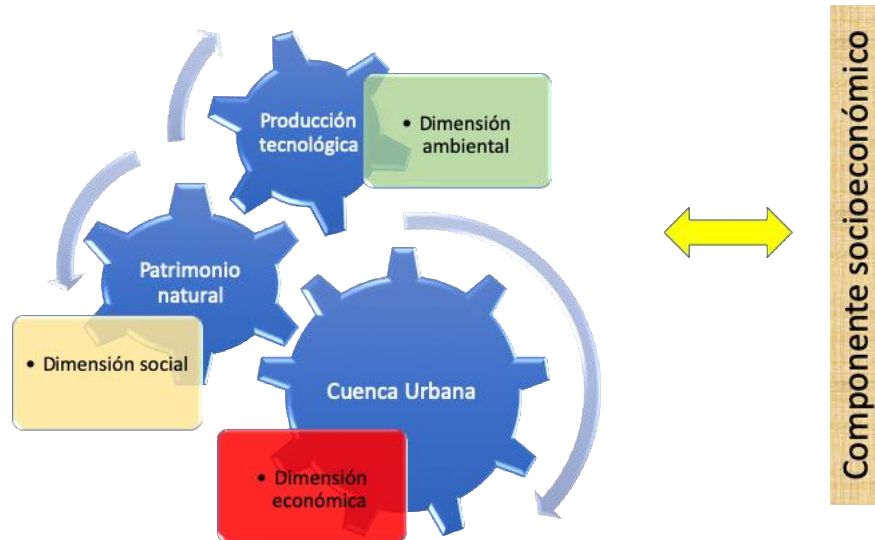 Producción
tecnológica
• Dimensión
ambiental
Patrimonio
natural
• Dimensión social
Cuenca Urbana
• Dimensión
económica
Componente socioeconómico